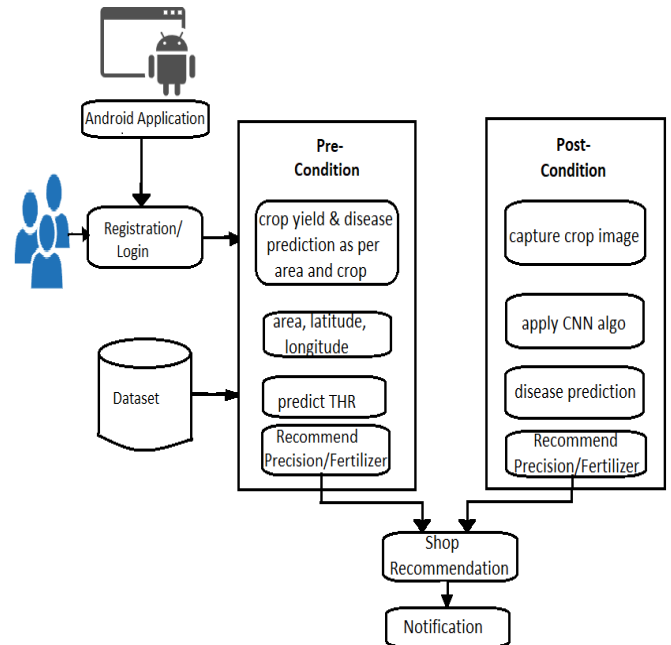 Android Application
Registration/
Login
Dataset
Pre-
Condition
crop yield & disease
prediction as per
area and crop
area, latitude,
longitude
predict THR
Recommend
Precision/Fertilizer
Post-
Condition
capture crop image
apply CNN algo
disease prediction
Recommend
Precision/Fertilizer
Shop
Recommendation
Notification